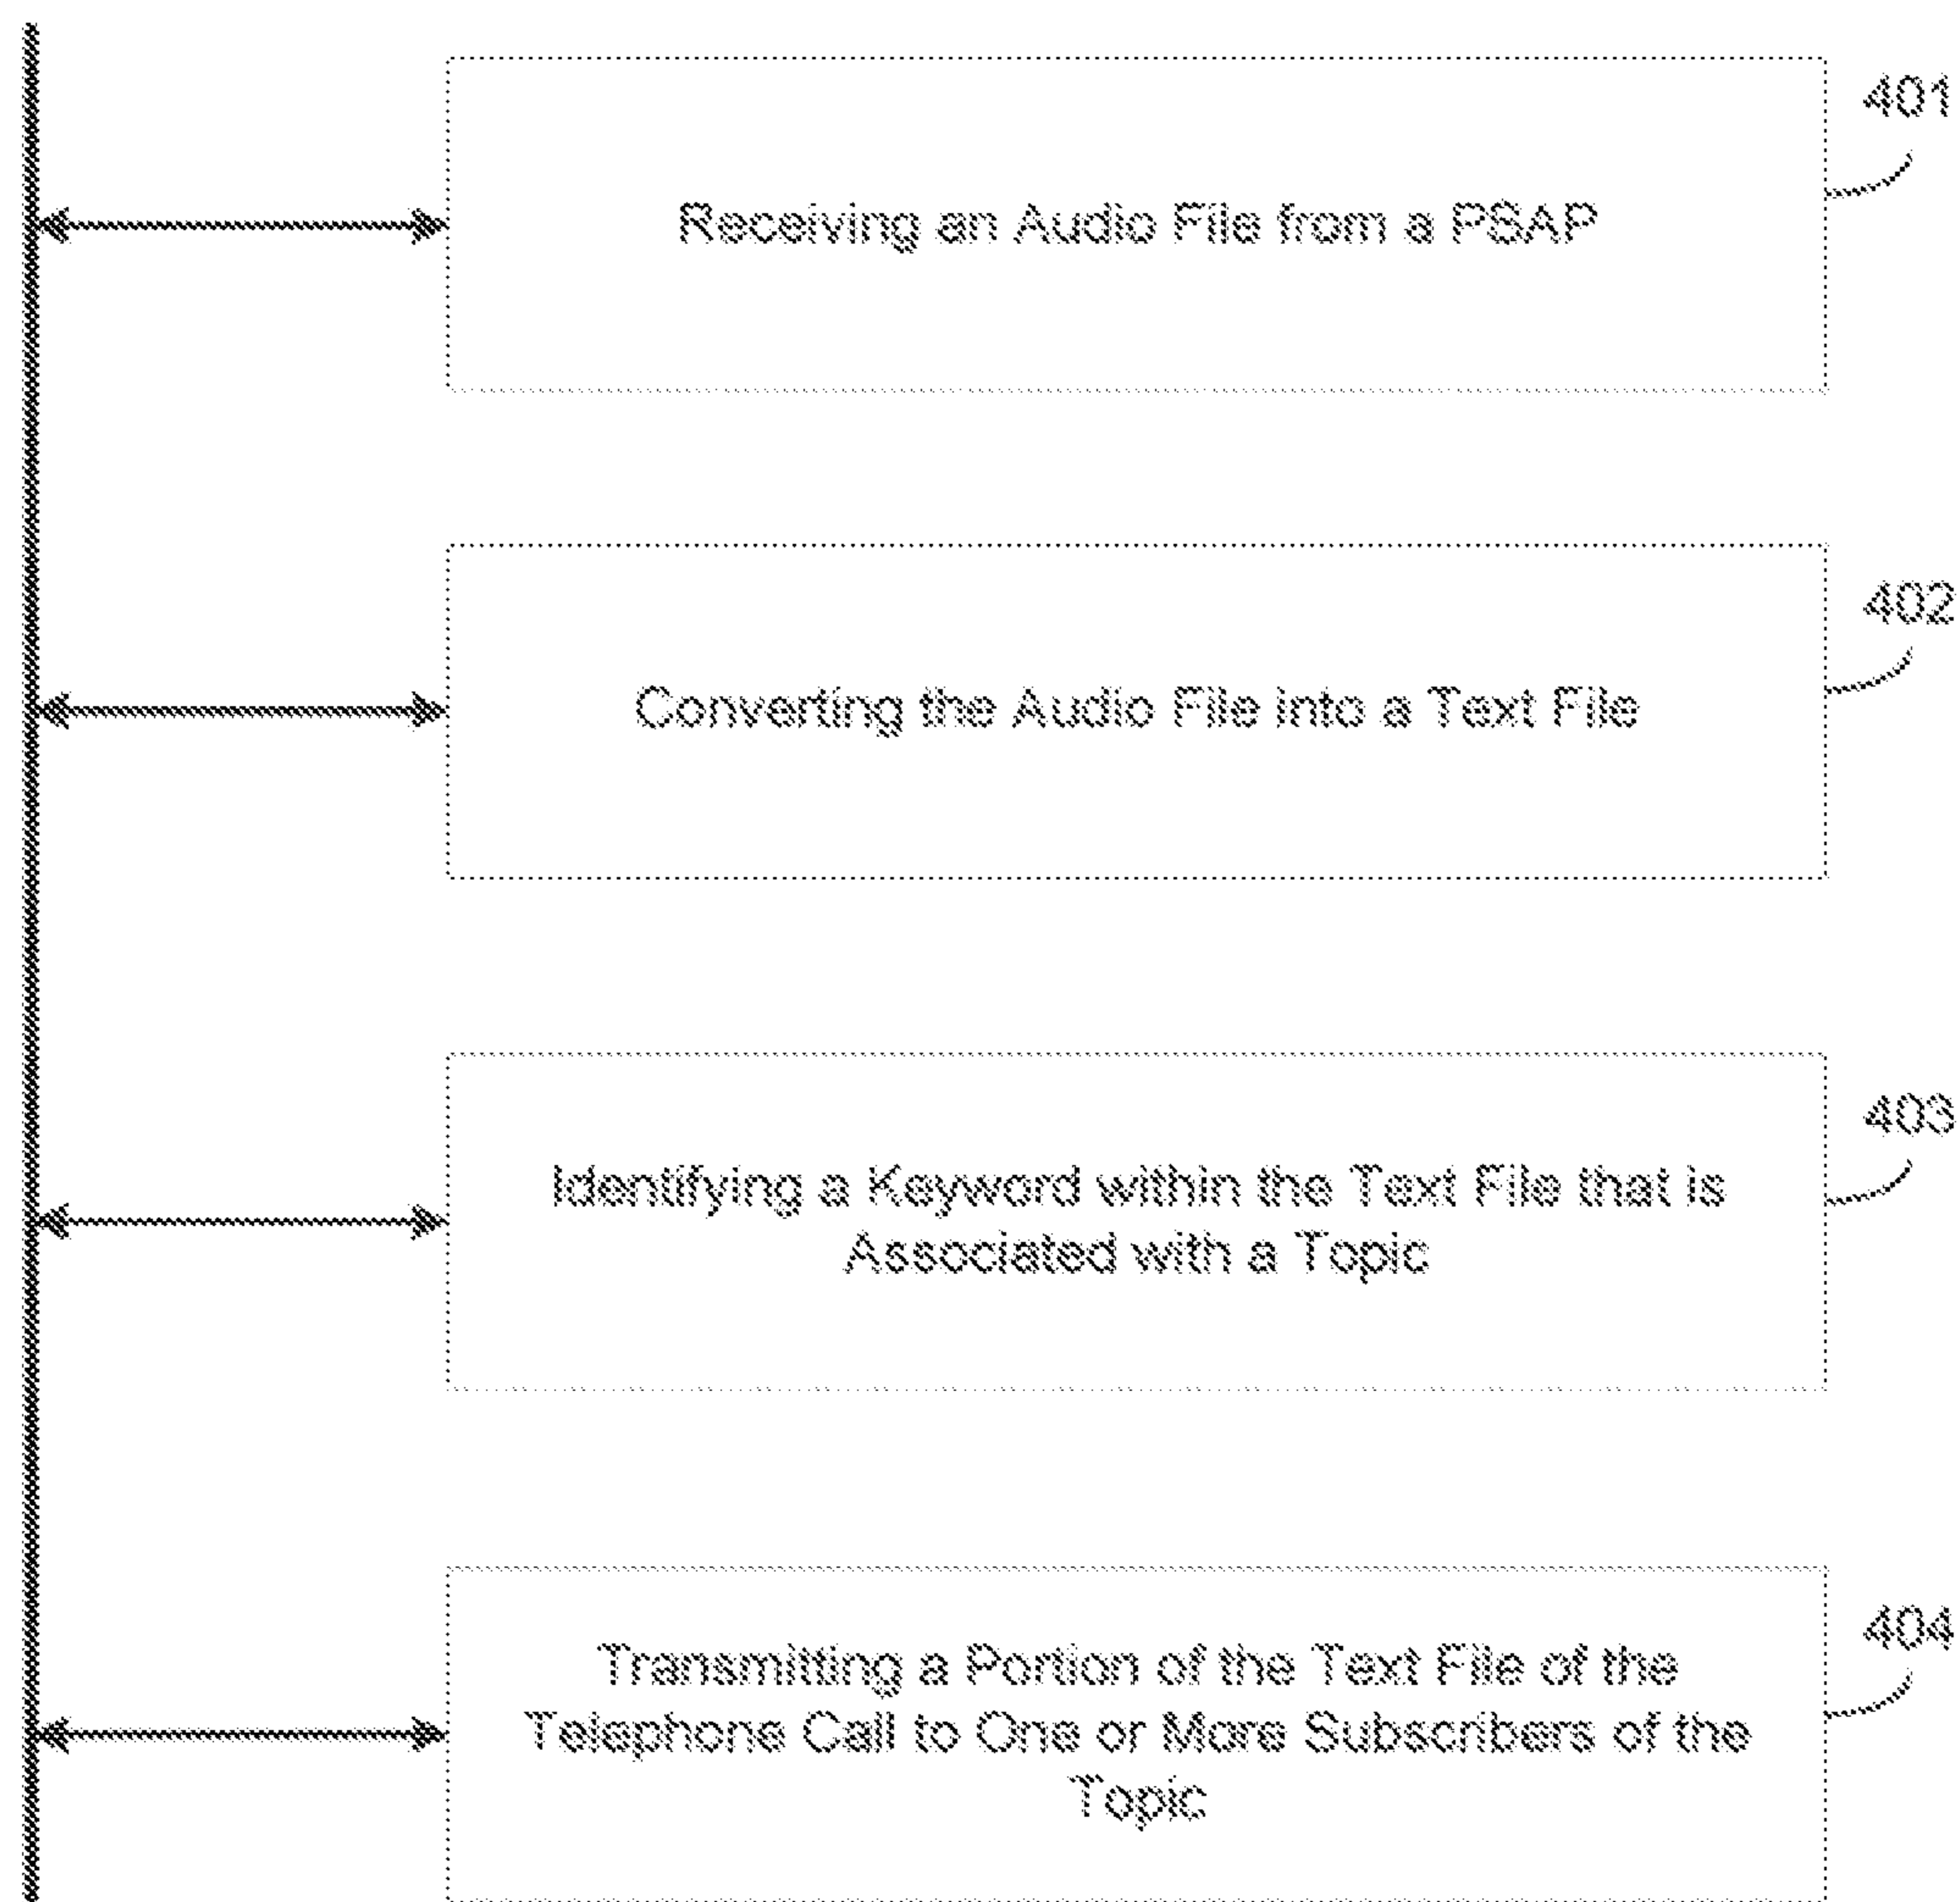 401
Receiving an Audio File from a PSAP
402
Converting the Audio File into a Text File
403
Identifying a Keyword within the Text File that is
Associated with a Topic
404
Transmitting a Portion of the Text File of the
Telephone Call to One or More Subscribers of the
Topic